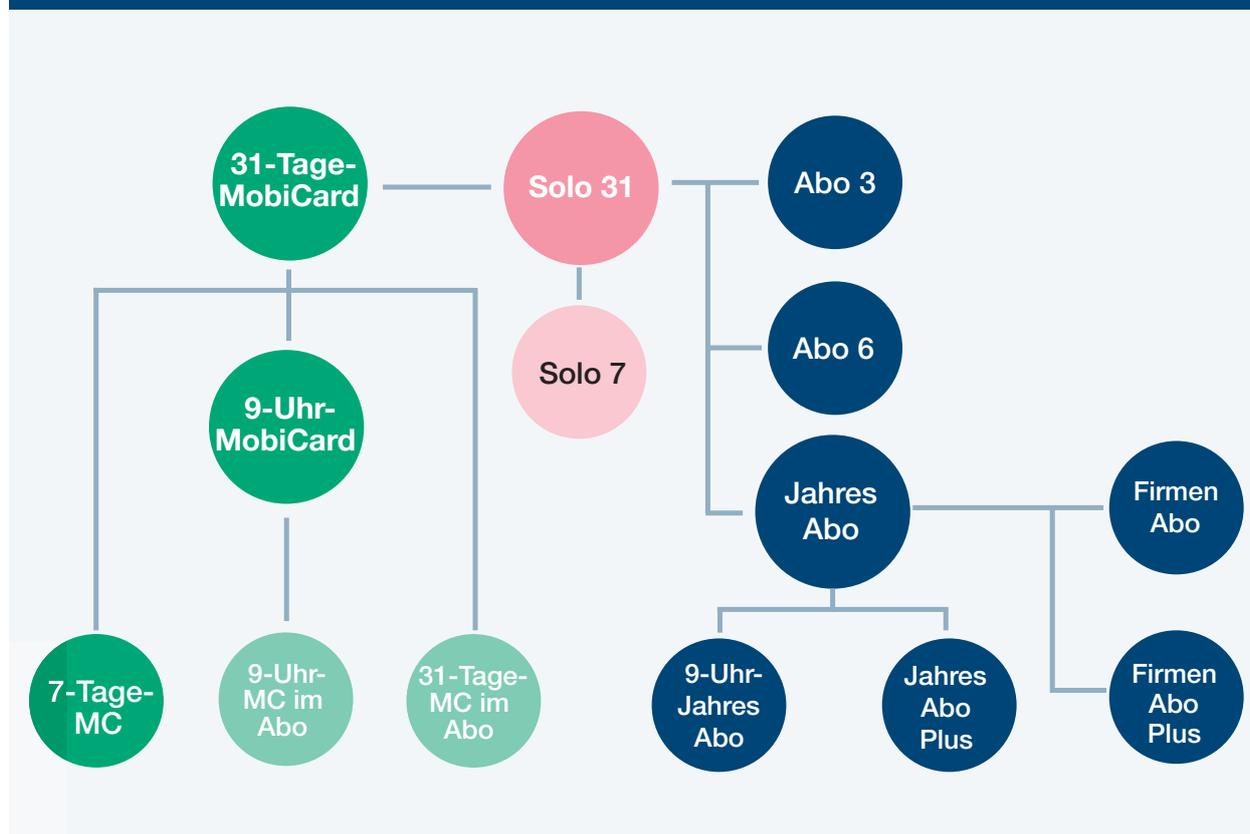 31-Tage-
MobiCard
Solo 31
Abo 3
Abo 6
Solo 7
9-Uhr-
MobiCard
Jahres
Abo
Firmen
Abo
7-Tage-
MC
9-Uhr-
MC im
Abo
31-Tage-
MC im
Abo
9-Uhr-
Jahres
Abo
Jahres
Abo
Plus
Firmen
Abo
Plus